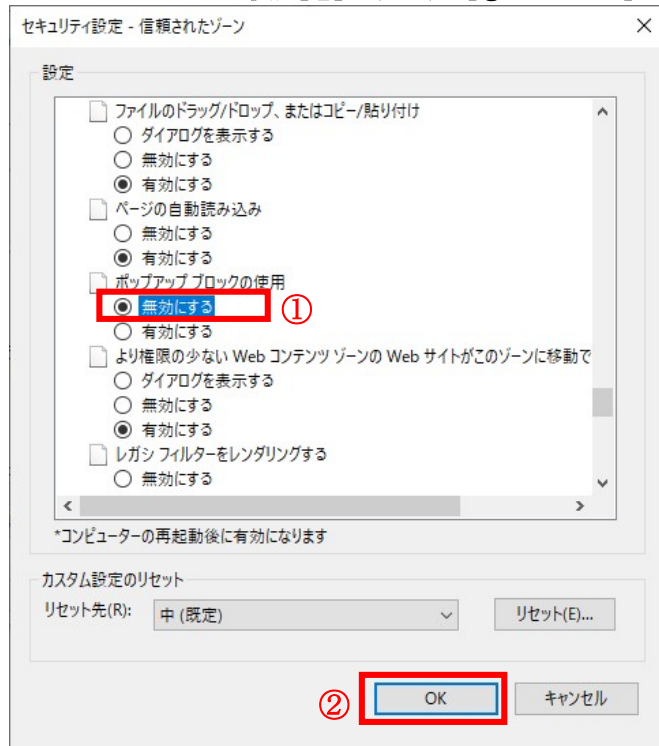 セキュリティ設定 - 信頼されたゾーン
設定
ファイルのドラッグ/ドロップ、またはコピー/貼り付け
ダイアログを表示する
無効にする
有効にする
ページの自動読み込み
無効にする
有効にする
ポップアップ ブロックの使用
無効にする ①
有効にする
より権限の少ない Web コンテンツ ゾーンの Web サイトがこのゾーンに移動で
ダイアログを表示する
無効にする
有効にする
レガシ フィルターをレンダリングする
無効にする
*コンピューターの再起動後に有効になります
カスタム設定のリセット
リセット先(R): 中 (既定) リセット(E)...
② OK キャンセル